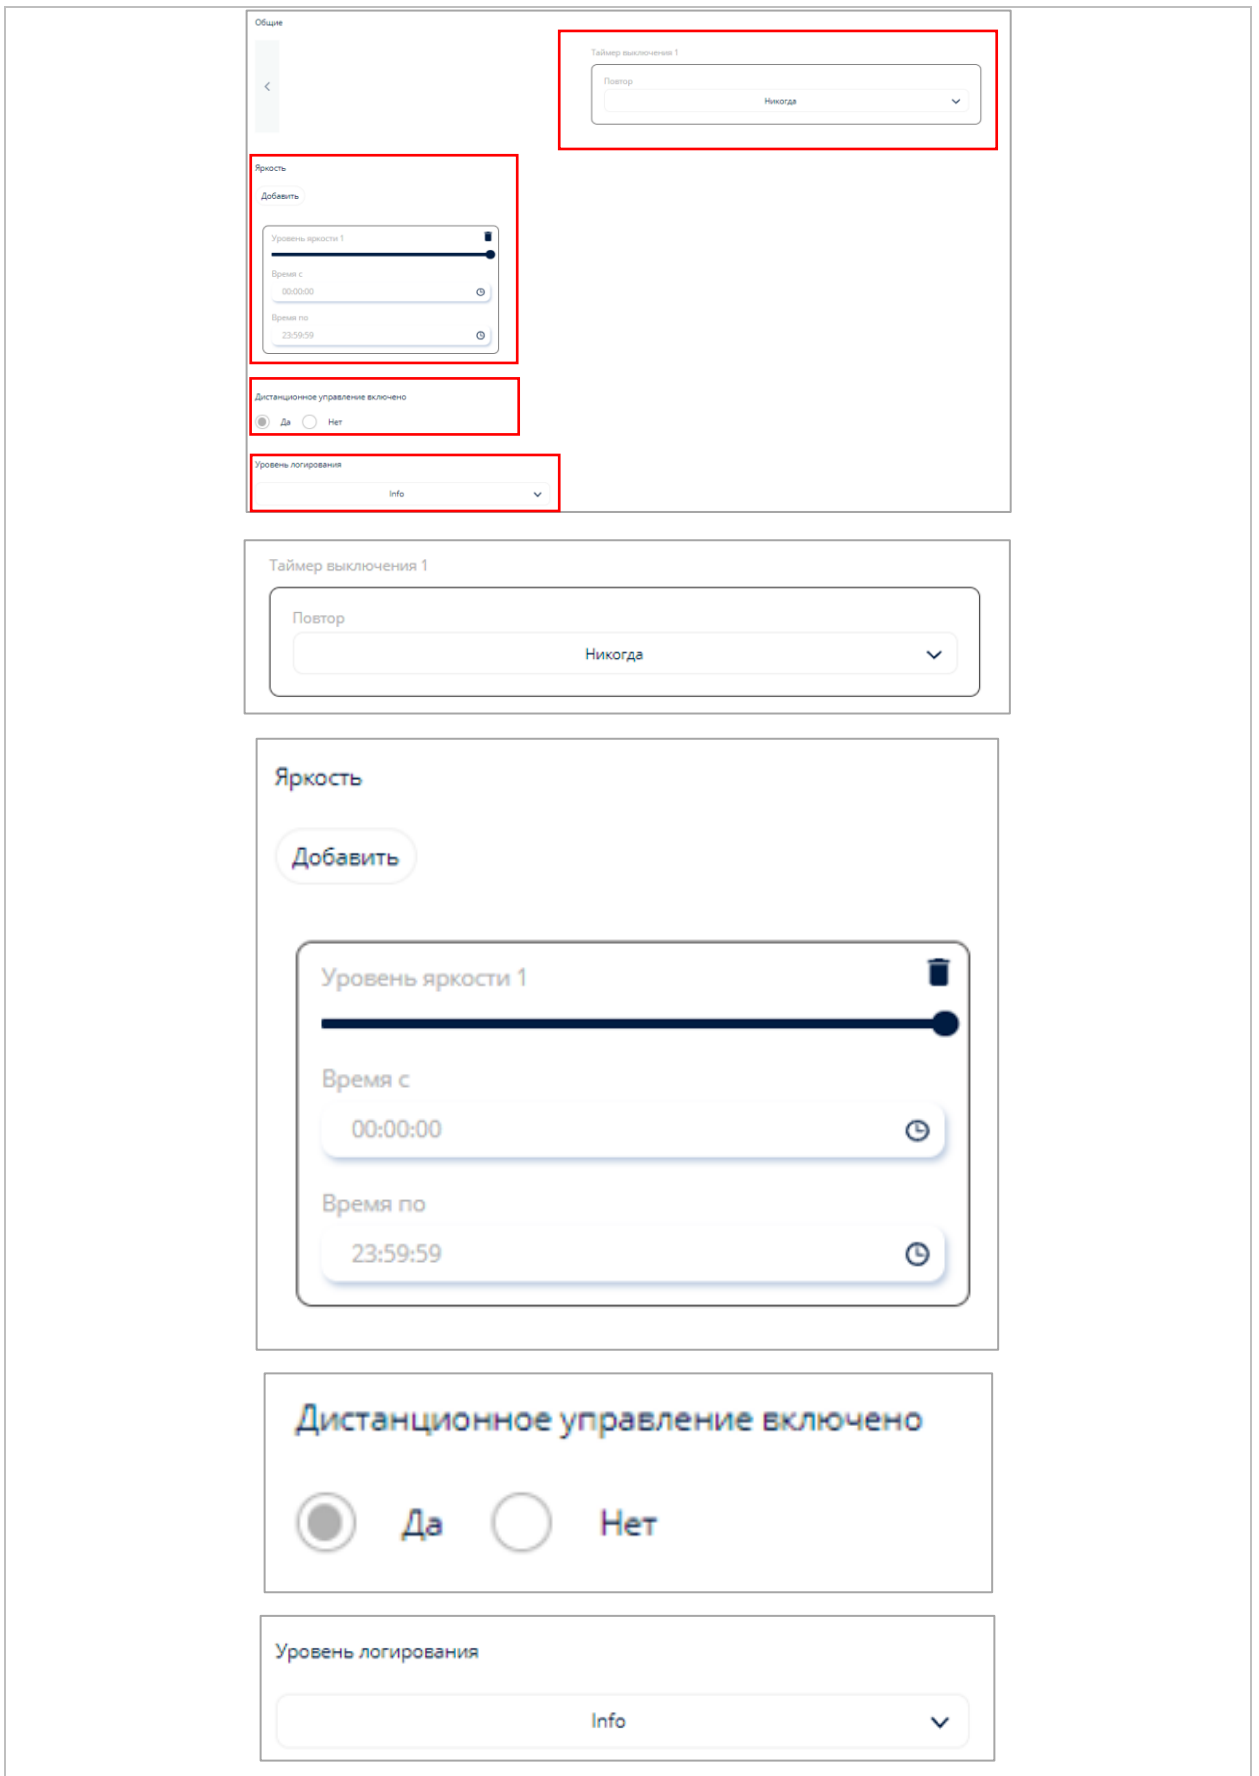 Общие
Таймер выключения 1
Повтор
Никогда
Яркость
Добавить
Уровень яркости 1
Время с
00:00:00
Время по
23:59:59
Дистанционное управление включено
Да Нет
Уровень логирования
Info
Таймер выключения 1
Повтор
Никогда
Яркость
Добавить
Уровень яркости 1
Время с
00:00:00
Время по
23:59:59
Дистанционное управление включено
Да Нет
Уровень логирования
Info